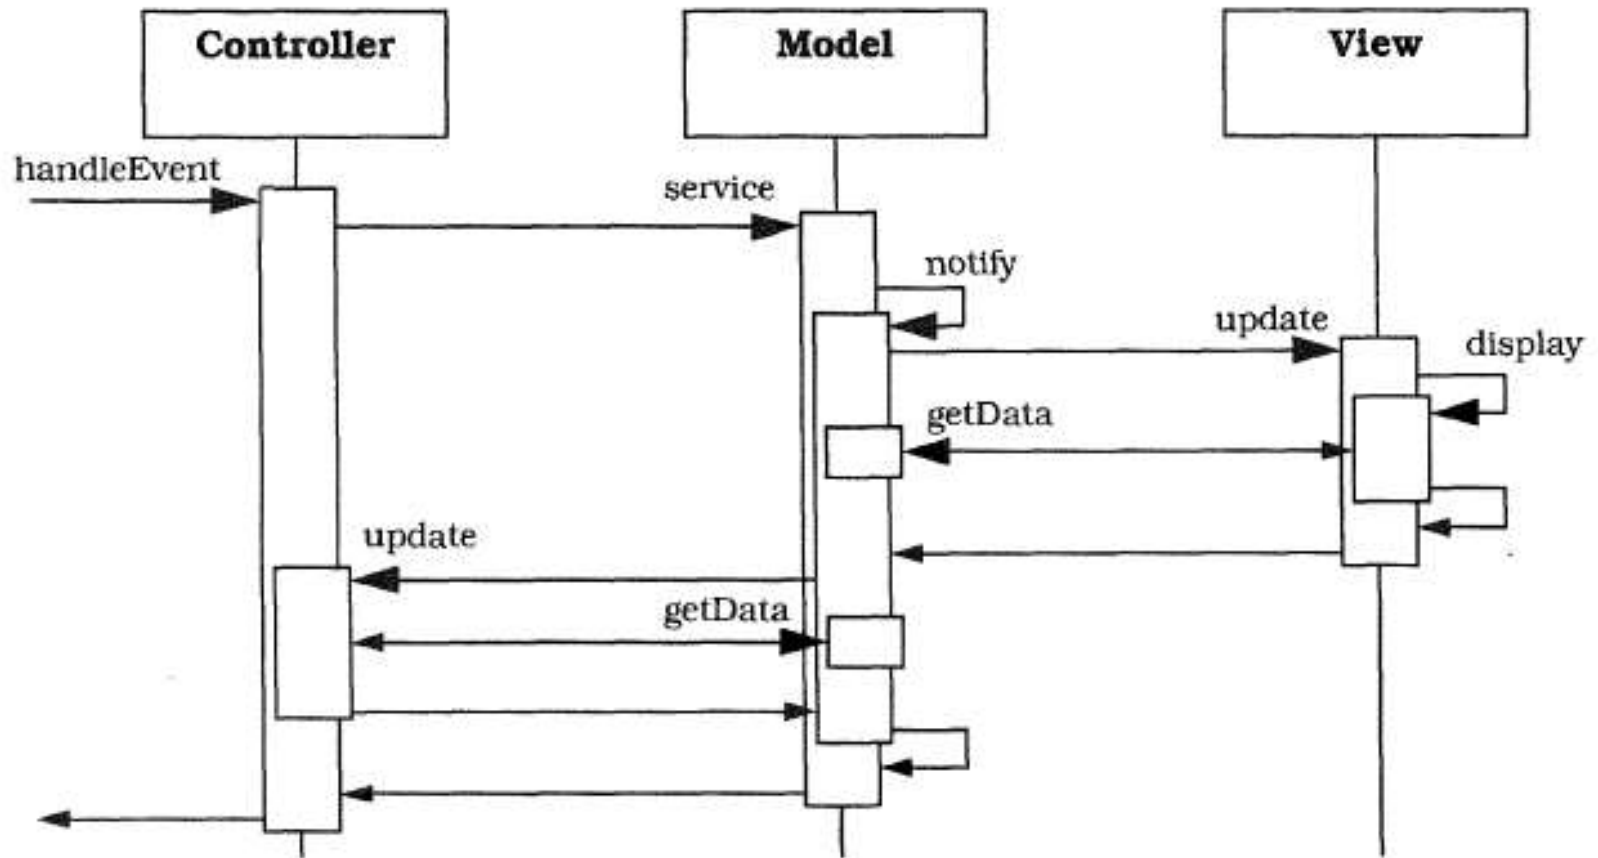 Controller
Model
View
handleEvent
service
notify
update
display
getData
update
getData